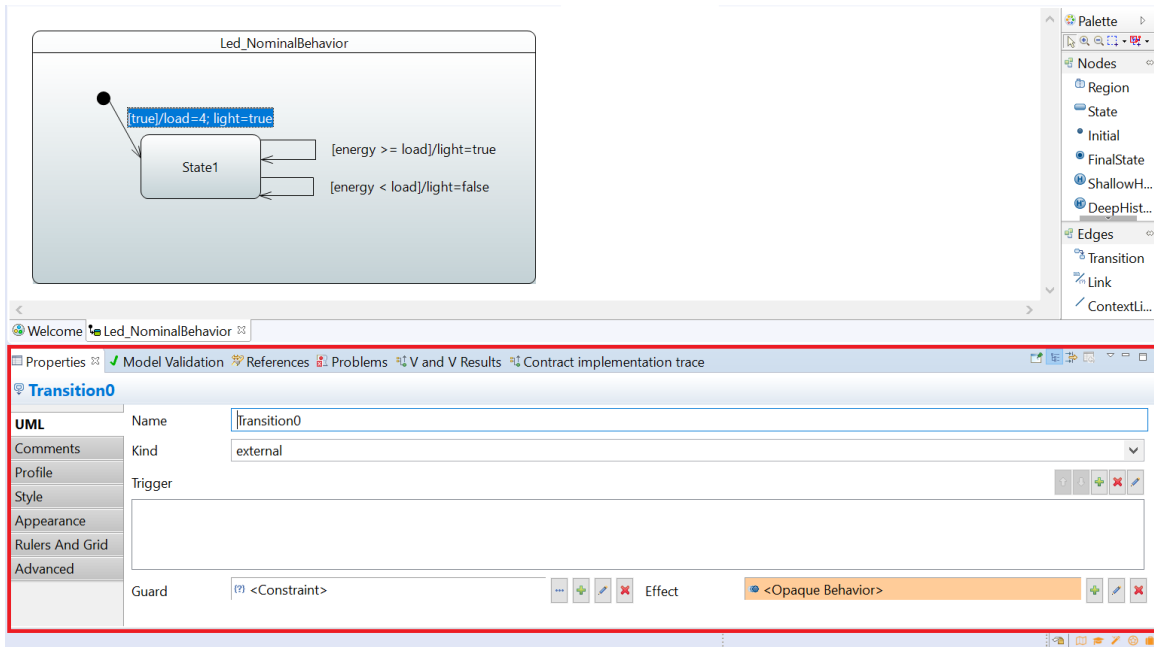 Led_NominalBehavior
[true]/load=4; light=true
State1
[energy >= load]/light=true
[energy < load]/light=false
Palette
Nodes
Region
State
Initial
FinalState
ShallowH...
DeepHist...
Edges
Transition
Link
ContextLi...
Welcome Led_NominalBehavior
Properties Model Validation References Problems V and V Results Contract implementation trace
Transition0
UML
Comments
Profile
Style
Appearance
Rulers And Grid
Advanced
Name Transition0
Kind external
Trigger
Guard <Constraint> Effect <Opaque Behavior>